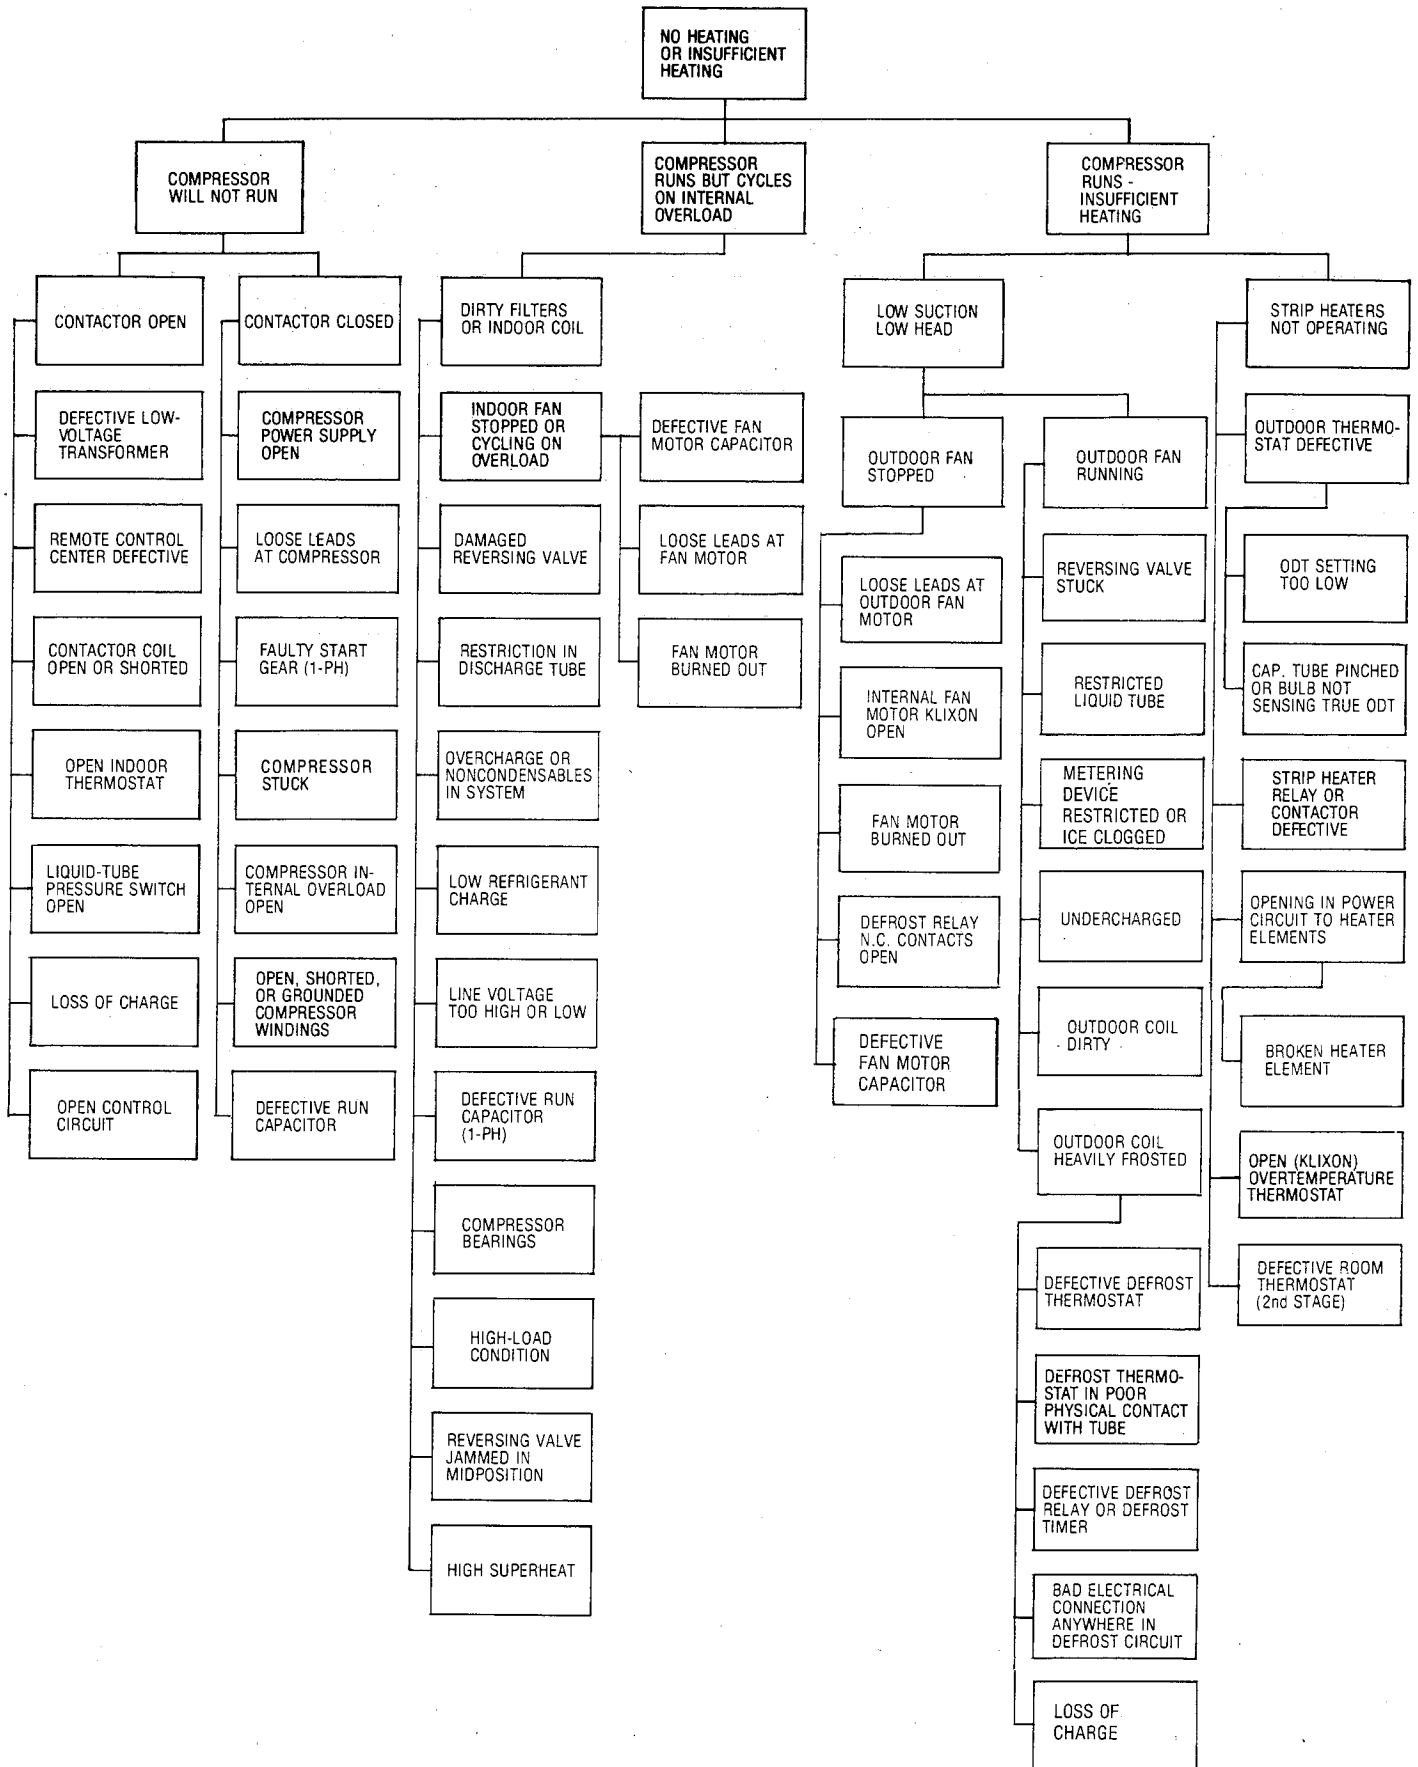 NO HEATING
OR INSUFFICIENT
HEATING
COMPRESSOR
WILL NOT RUN
COMPRESSOR
RUNS BUT CYCLES
ON INTERNAL
OVERLOAD
COMPRESSOR
RUNS -
INSUFFICIENT
HEATING
CONTACTOR OPEN
DEFECTIVE LOW-
VOLTAGE
TRANSFORMER
REMOTE CONTROL
CENTER DEFECTIVE
CONTACTOR COIL
OPEN OR SHORTED
OPEN INDOOR
THERMOSTAT
LIQUID-TUBE
PRESSURE SWITCH
OPEN
LOSS OF CHARGE
OPEN CONTROL
CIRCUIT
CONTACTOR CLOSED
COMPRESSOR
POWER SUPPLY
OPEN
LOOSE LEADS
AT COMPRESSOR
FAULTY START
GEAR (1-PH)
COMPRESSOR
STUCK
COMPRESSOR IN-
TERNAL OVERLOAD
OPEN
OPEN, SHORTED,
OR GROUNDED
COMPRESSOR
WINDINGS
DEFECTIVE RUN
CAPACITOR
DIRTY FILTERS
OR INDOOR COIL
INDOOR FAN
STOPPED OR
CYCLING ON
OVERLOAD
DAMAGED
REVERSING VALVE
RESTRICTION IN
DISCHARGE TUBE
OVERCHARGE OR
NONCONDENSABLES
IN SYSTEM
LOW REFRIGERANT
CHARGE
LINE VOLTAGE
TOO HIGH OR LOW
DEFECTIVE RUN
CAPACITOR
(1-PH)
COMPRESSOR
BEARINGS
HIGH-LOAD
CONDITION
REVERSING VALVE
JAMMED IN
MIDPOSITION
HIGH SUPERHEAT
DEFECTIVE FAN
MOTOR CAPACITOR
LOOSE LEADS AT
FAN MOTOR
FAN MOTOR
BURNED OUT
LOW SUCTION
LOW HEAD
OUTDOOR FAN
STOPPED
LOOSE LEADS AT
OUTDOOR FAN
MOTOR
INTERNAL FAN
MOTOR KLIXON
OPEN
FAN MOTOR
BURNED OUT
DEFROST RELAY
N.C. CONTACTS
OPEN
DEFECTIVE
FAN MOTOR
CAPACITOR
OUTDOOR FAN
RUNNING
REVERSING VALVE
STUCK
RESTRICTED
LIQUID TUBE
METERING
DEVICE
RESTRICTED OR
ICE CLOGGED
UNDERCHARGED
OUTDOOR COIL
DIRTY
OUTDOOR COIL
HEAVILY FROSTED
DEFECTIVE DEFROST
THERMOSTAT
DEFROST THERMO-
STAT IN POOR
PHYSICAL CONTACT
WITH TUBE
DEFECTIVE DEFROST
RELAY OR DEFROST
TIMER
BAD ELECTRICAL
CONNECTION
ANYWHERE IN
DEFROST CIRCUIT
LOSS OF
CHARGE
STRIP HEATERS
NOT OPERATING
OUTDOOR THERMO-
STAT DEFECTIVE
ODT SETTING
TOO LOW
CAP. TUBE PINCHED
OR BULB NOT
SENSING TRUE ODT
STRIP HEATER
RELAY OR
CONTACTOR
DEFECTIVE
OPENING IN POWER
CIRCUIT TO HEATER
ELEMENTS
BROKEN HEATER
ELEMENT
OPEN (KLIXON)
OVERTEMPERATURE
THERMOSTAT
DEFECTIVE ROOM
THERMOSTAT
(2nd STAGE)